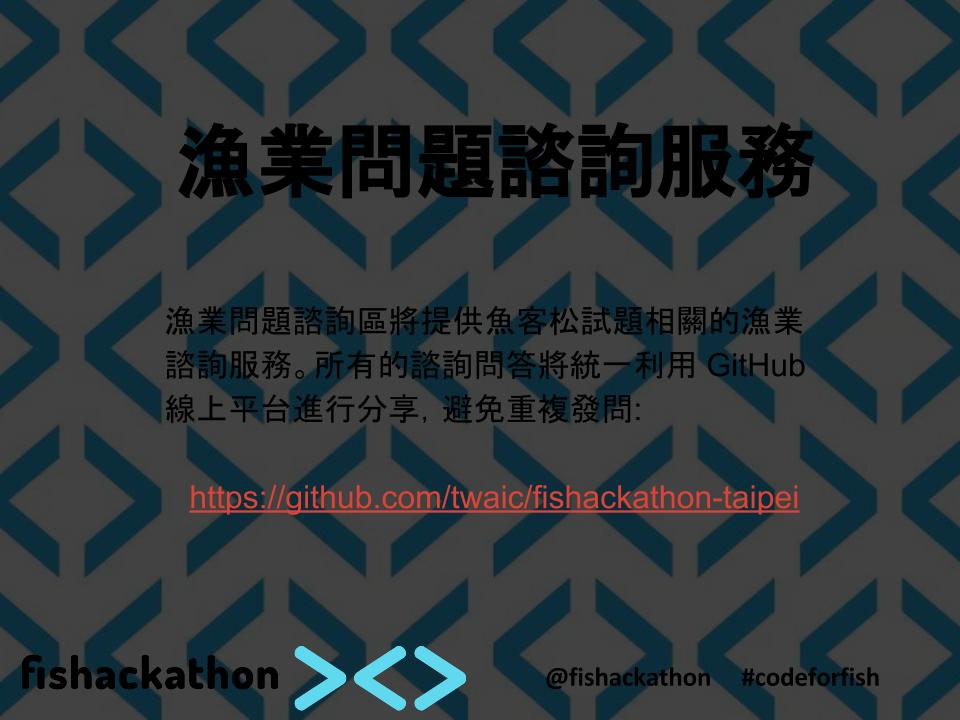 漁業問題諮詢服務
漁業問題諮詢區將提供魚客松試題相關的漁業
諮詢服務。所有的諮詢問答將統一利用 GitHub
線上平台進行分享，避免重複發問:
https://github.com/twaic/fishackathon-taipei
fishackathon @fishackathon #codeforfish